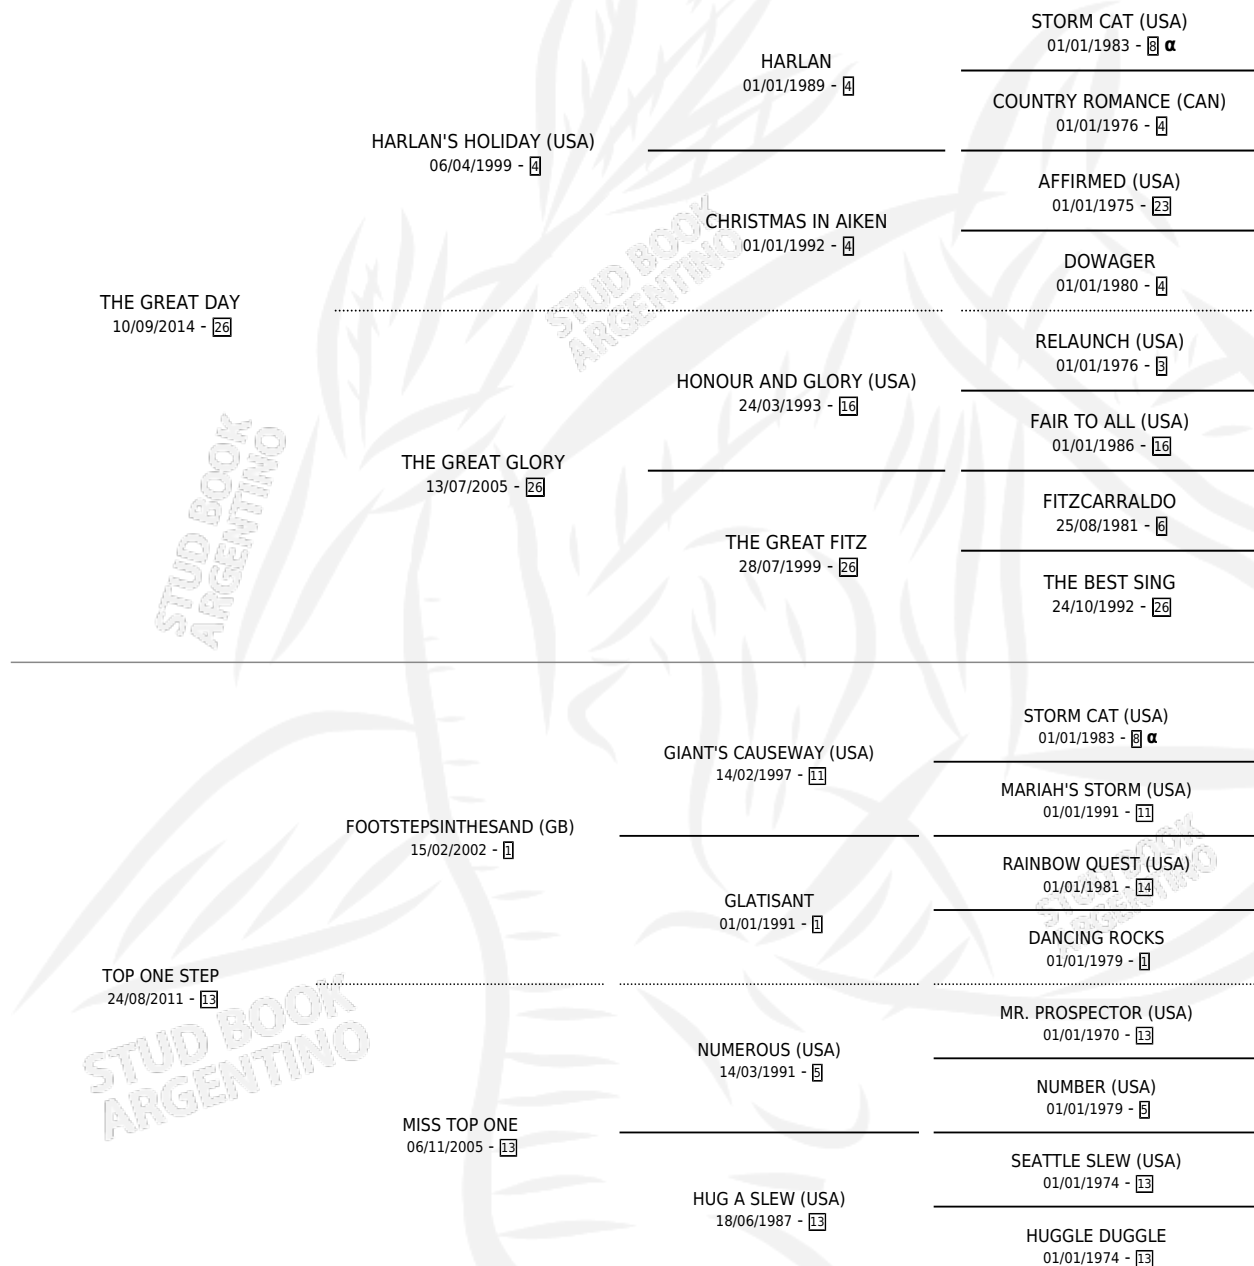 STORM CAT (USA)
01/01/1983 - 8 α
HARLAN
01/01/1989 - 4
COUNTRY ROMANCE (CAN)
01/01/1976 - 4
HARLAN'S HOLIDAY (USA)
06/04/1999 - 4
AFFIRMED (USA)
01/01/1975 - 23
CHRISTMAS IN AIKEN
01/01/1992 - 4
DOWAGER
01/01/1980 - 4
THE GREAT DAY
10/09/2014 - 26
RELAUNCH (USA)
01/01/1976 - 3
HONOUR AND GLORY (USA)
24/03/1993 - 16
FAIR TO ALL (USA)
01/01/1986 - 16
THE GREAT GLORY
13/07/2005 - 26
FITZCARRALDO
25/08/1981 - 6
THE GREAT FITZ
28/07/1999 - 26
THE BEST SING
24/10/1992 - 26
STORM CAT (USA)
01/01/1983 - 8 α
GIANT'S CAUSEWAY (USA)
14/02/1997 - 11
MARIAH'S STORM (USA)
01/01/1991 - 11
FOOTSTEPSINTHESAND (GB)
15/02/2002 - 1
RAINBOW QUEST (USA)
01/01/1981 - 14
GLATISANT
01/01/1991 - 1
DANCING ROCKS
01/01/1979 - 1
TOP ONE STEP
24/08/2011 - 13
MR. PROSPECTOR (USA)
01/01/1970 - 13
NUMEROUS (USA)
14/03/1991 - 5
NUMBER (USA)
01/01/1979 - 5
MISS TOP ONE
06/11/2005 - 13
SEATTLE SLEW (USA)
01/01/1974 - 13
HUG A SLEW (USA)
18/06/1987 - 13
HUGGLE DUGGLE
01/01/1974 - 13
STUD BOOK
ARGENTINO
STUD BOOK
ARGENTINO
STUD BOOK
ARGENTINO
STUD BOOK
ARGENTINO